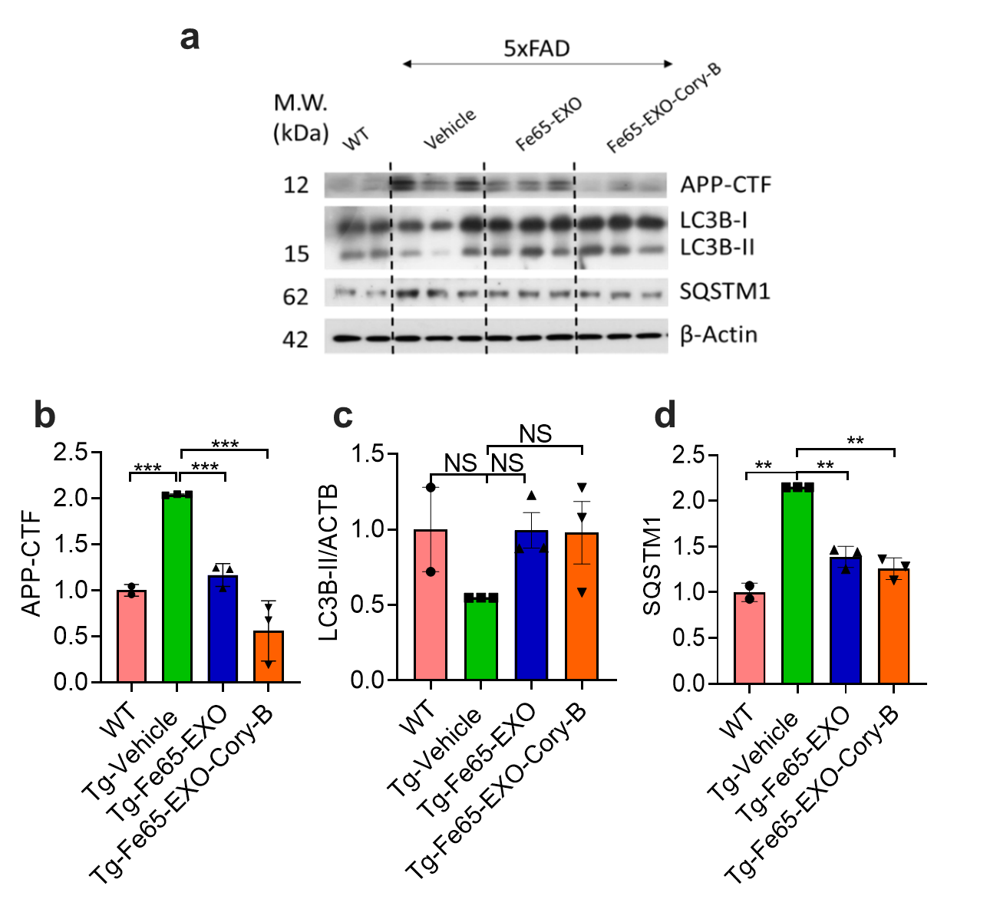 a
5xFAD
M.W.
(kDa)
WT
Vehicle
Fe65-EXO
Fe65-EXO-Cory-B
12
APP-CTF
LC3B-I
15
LC3B-II
62
SQSTM1
42
β-Actin
b
APP-CTF
2.5
2.0
1.5
1.0
0.5
0.0
***
***
***
WT
Tg-Vehicle
Tg-Fe65-EXO
Tg-Fe65-EXO-Cory-B
c
LC3B-II/ACTB
1.5
1.0
0.5
0.0
NS
NS
NS
WT
Tg-Vehicle
Tg-Fe65-EXO
Tg-Fe65-EXO-Cory-B
d
SQSTM1
2.5
2.0
1.5
1.0
0.5
0.0
**
**
**
WT
Tg-Vehicle
Tg-Fe65-EXO
Tg-Fe65-EXO-Cory-B